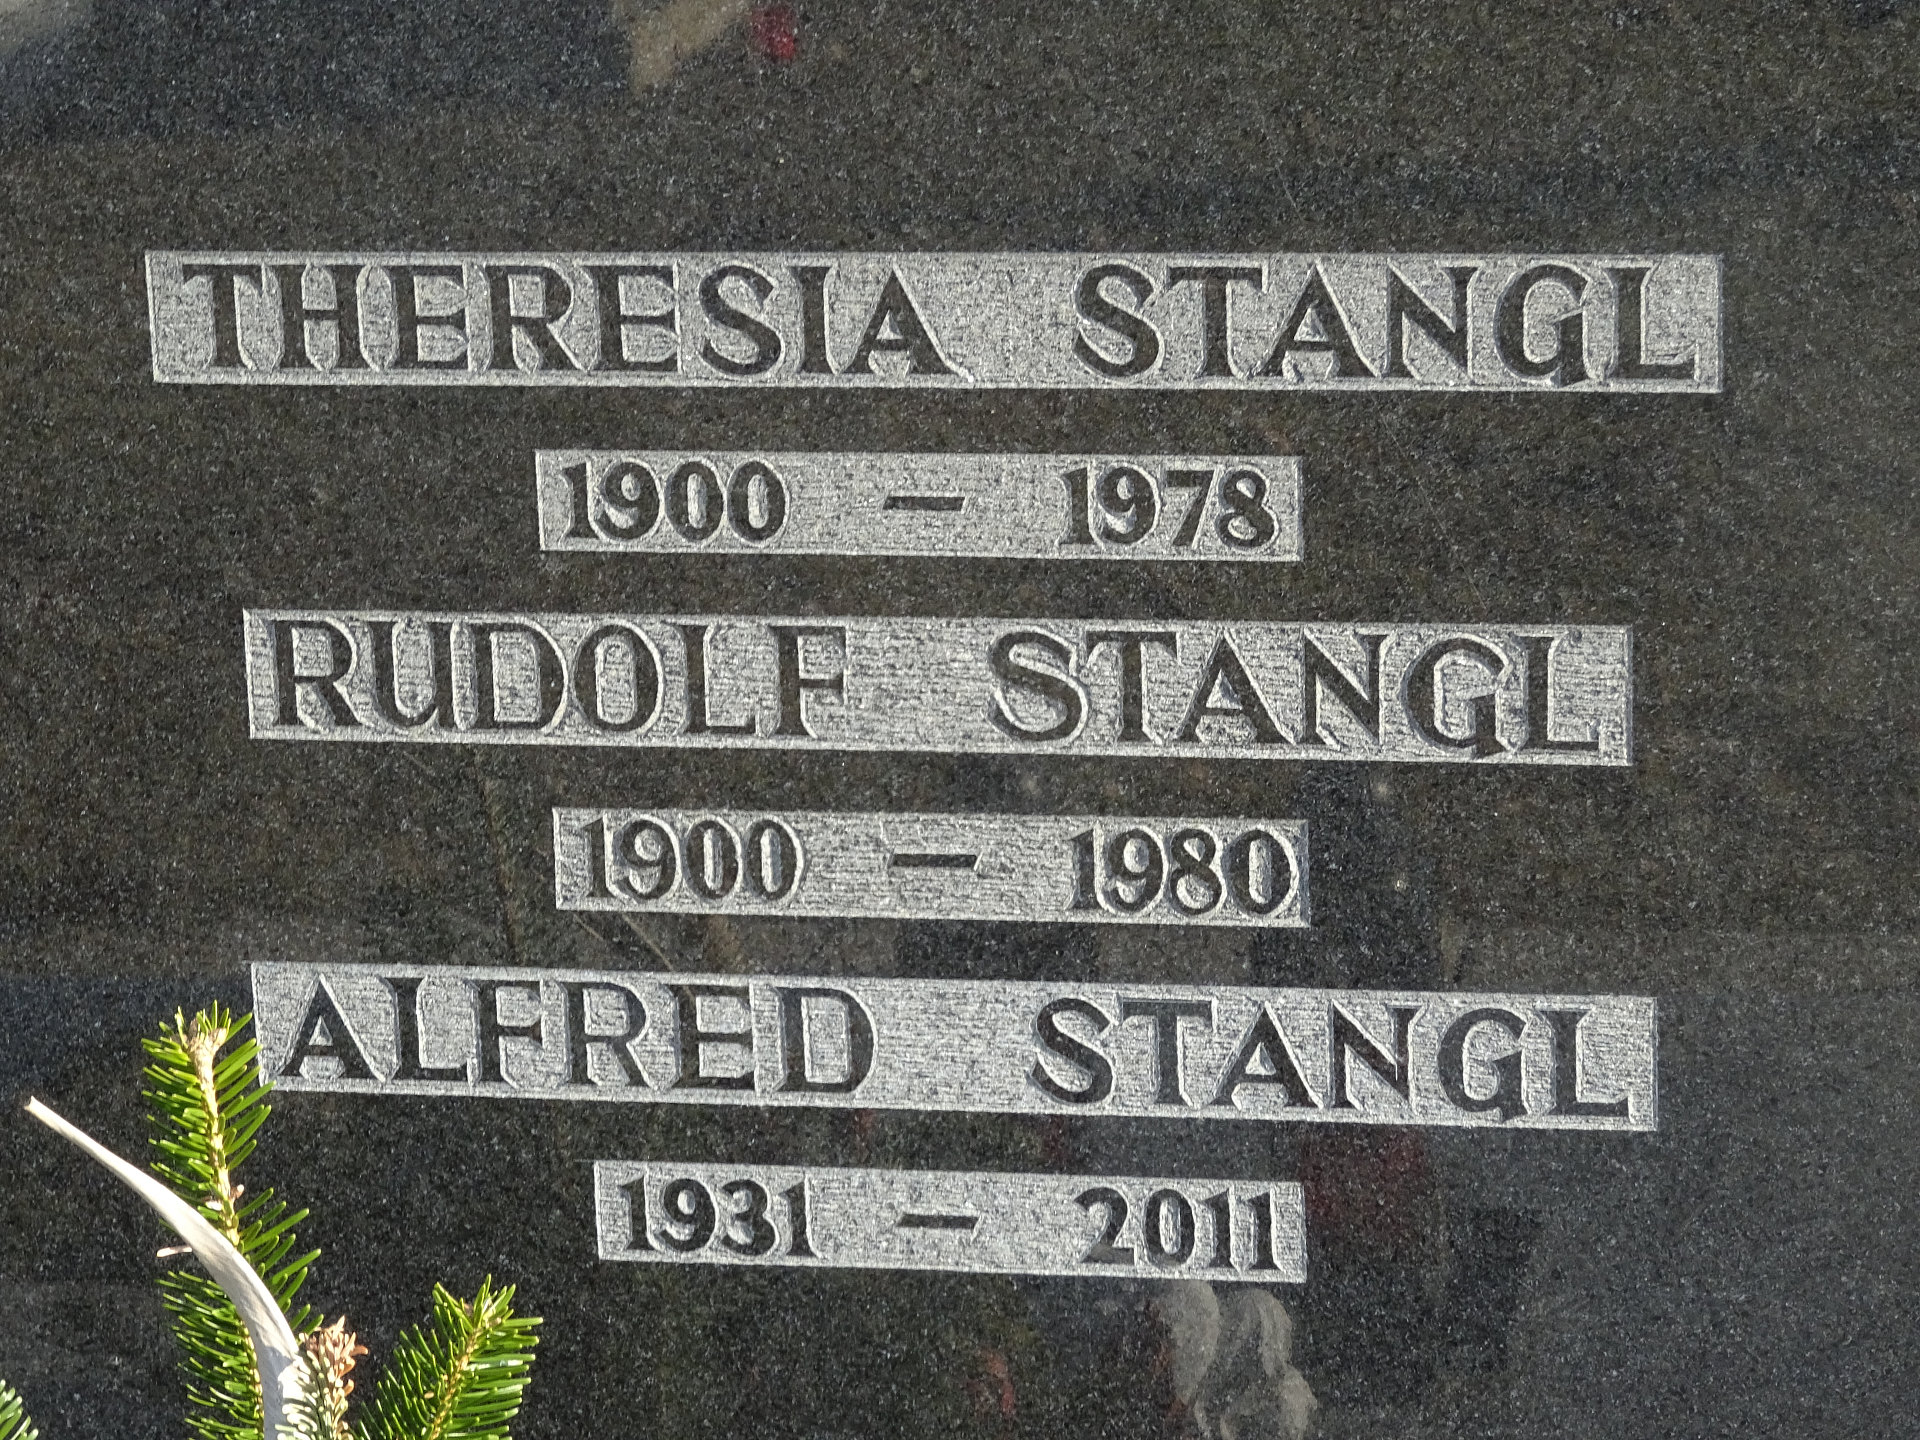 THERESIA STANGL
1900 — 1978
RUDOLF STANGL
1900 — 1980
ALFRED STANGL
1931 — 2011